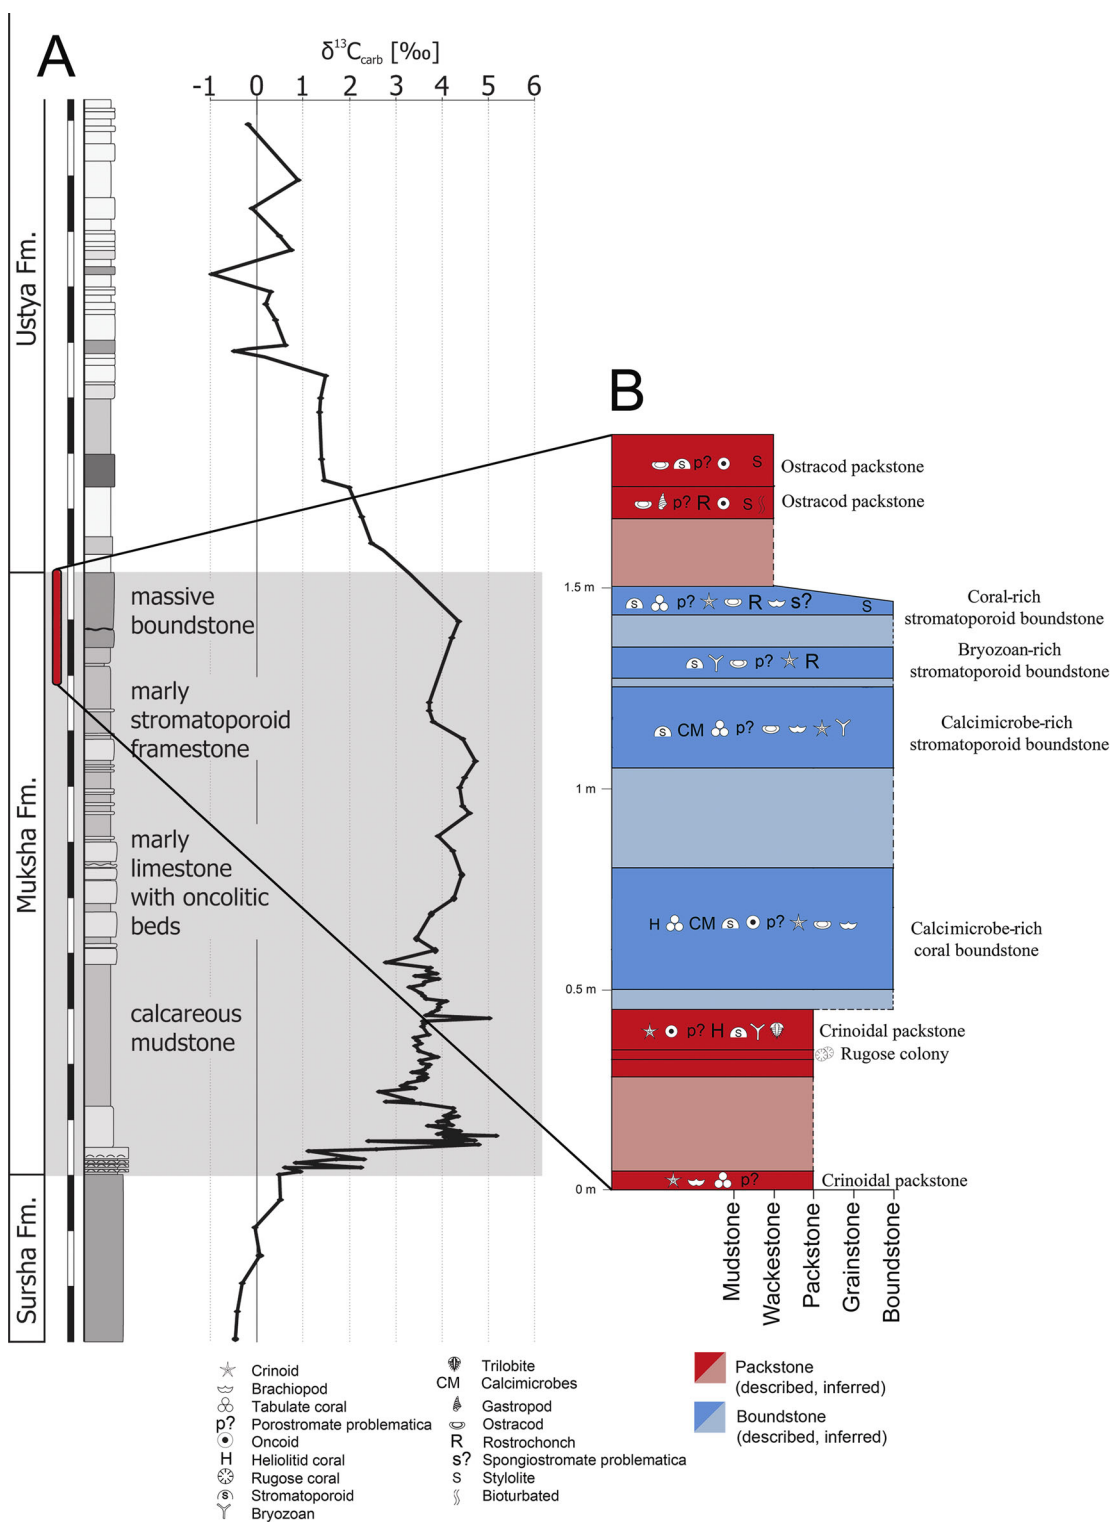 A
δ¹³Ccarb [‰]
-1 0 1 2 3 4 5 6
Ustya Fm.
Muksha Fm.
Sursha Fm.
massive
boundstone
marly
stromatoporoid
framestone
marly
limestone
with oncolitic
beds
calcareous
mudstone
B
S p? S
Ostracod packstone
p? R S
Ostracod packstone
1.5 m
S p? R s? S
Coral-rich
stromatoporoid boundstone
S p? R
Bryozoan-rich
stromatoporoid boundstone
S CM p?
Calcimicrobe-rich
stromatoporoid boundstone
1 m
H CM S p?
Calcimicrobe-rich
coral boundstone
0.5 m
p? H S
Crinoidal packstone
Rugose colony
p?
Crinoidal packstone
0 m
Mudstone
Wackestone
Packstone
Grainstone
Boundstone
Crinoid
Brachiopod
Tabulate coral
p? Porostromate problematica
Oncoid
H Heliolitid coral
Rugose coral
S Stromatoporoid
Bryozoan
Trilobite
CM Calcimicrobes
Gastropod
Ostracod
R Rostrochonch
s? Spongiostromate problematica
S Stylolite
Bioturbated
Packstone
(described, inferred)
Boundstone
(described, inferred)